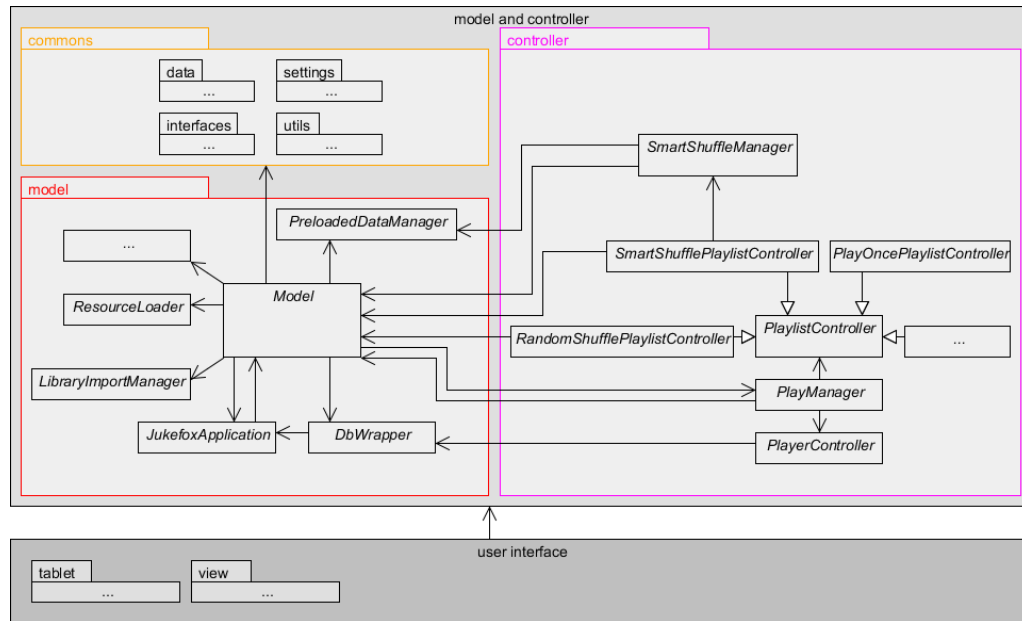 model and controller
commons
data
...
settings
...
interfaces
...
utils
...
model
PreloadedDataManager
...
Model
ResourceLoader
LibraryImportManager
JukefoxApplication
DbWrapper
controller
SmartShuffleManager
SmartShufflePlaylistController
PlayOncePlaylistController
RandomShufflePlaylistController
PlaylistController
...
PlayManager
PlayerController
user interface
tablet
...
view
...